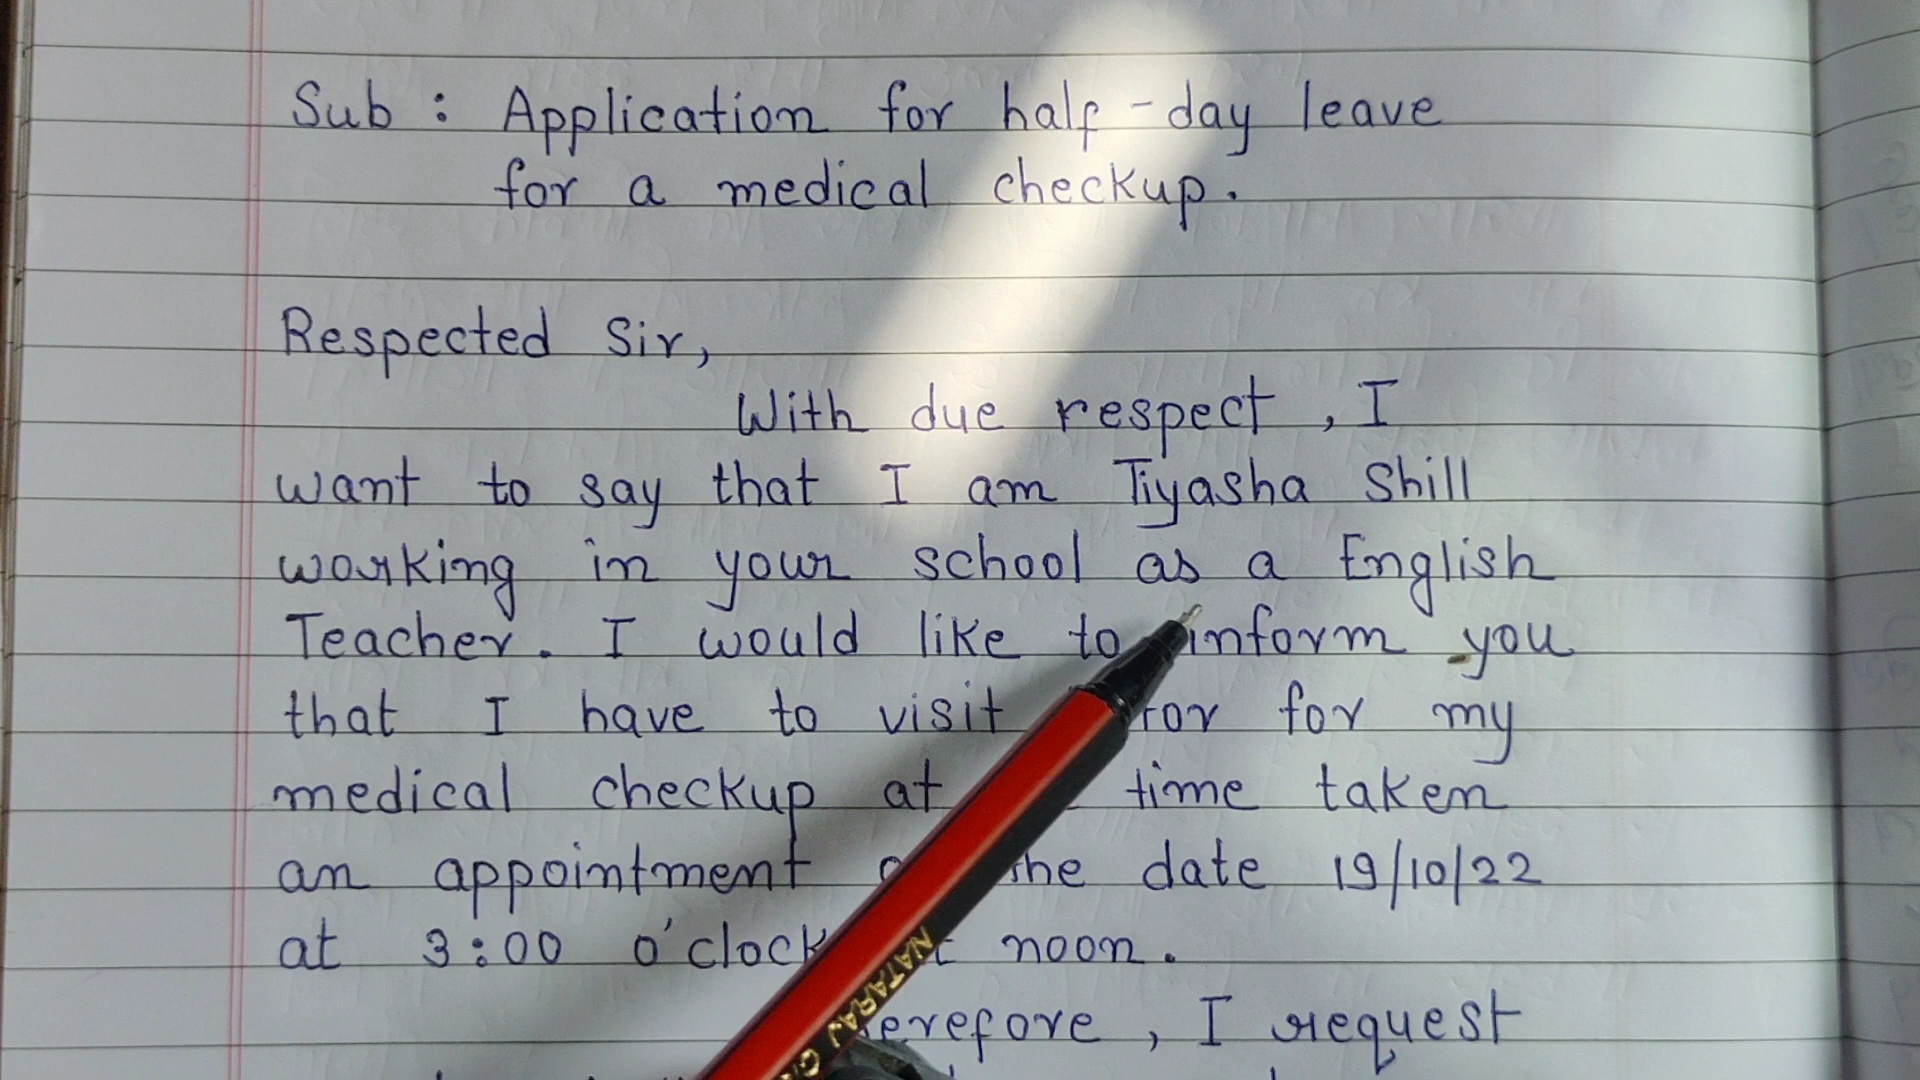 Sub : Application for half-day leave
for a medical checkup.
Respected Sir,
With due respect, I
want to say that I am Tiyasha Shill
working in your school as a English
Teacher. I would like to inform you
that I have to visit for my
medical checkup at time taken
an appointment the date 19/10/22
at 3:00 o'clock noon.
, I request
NATARAJ